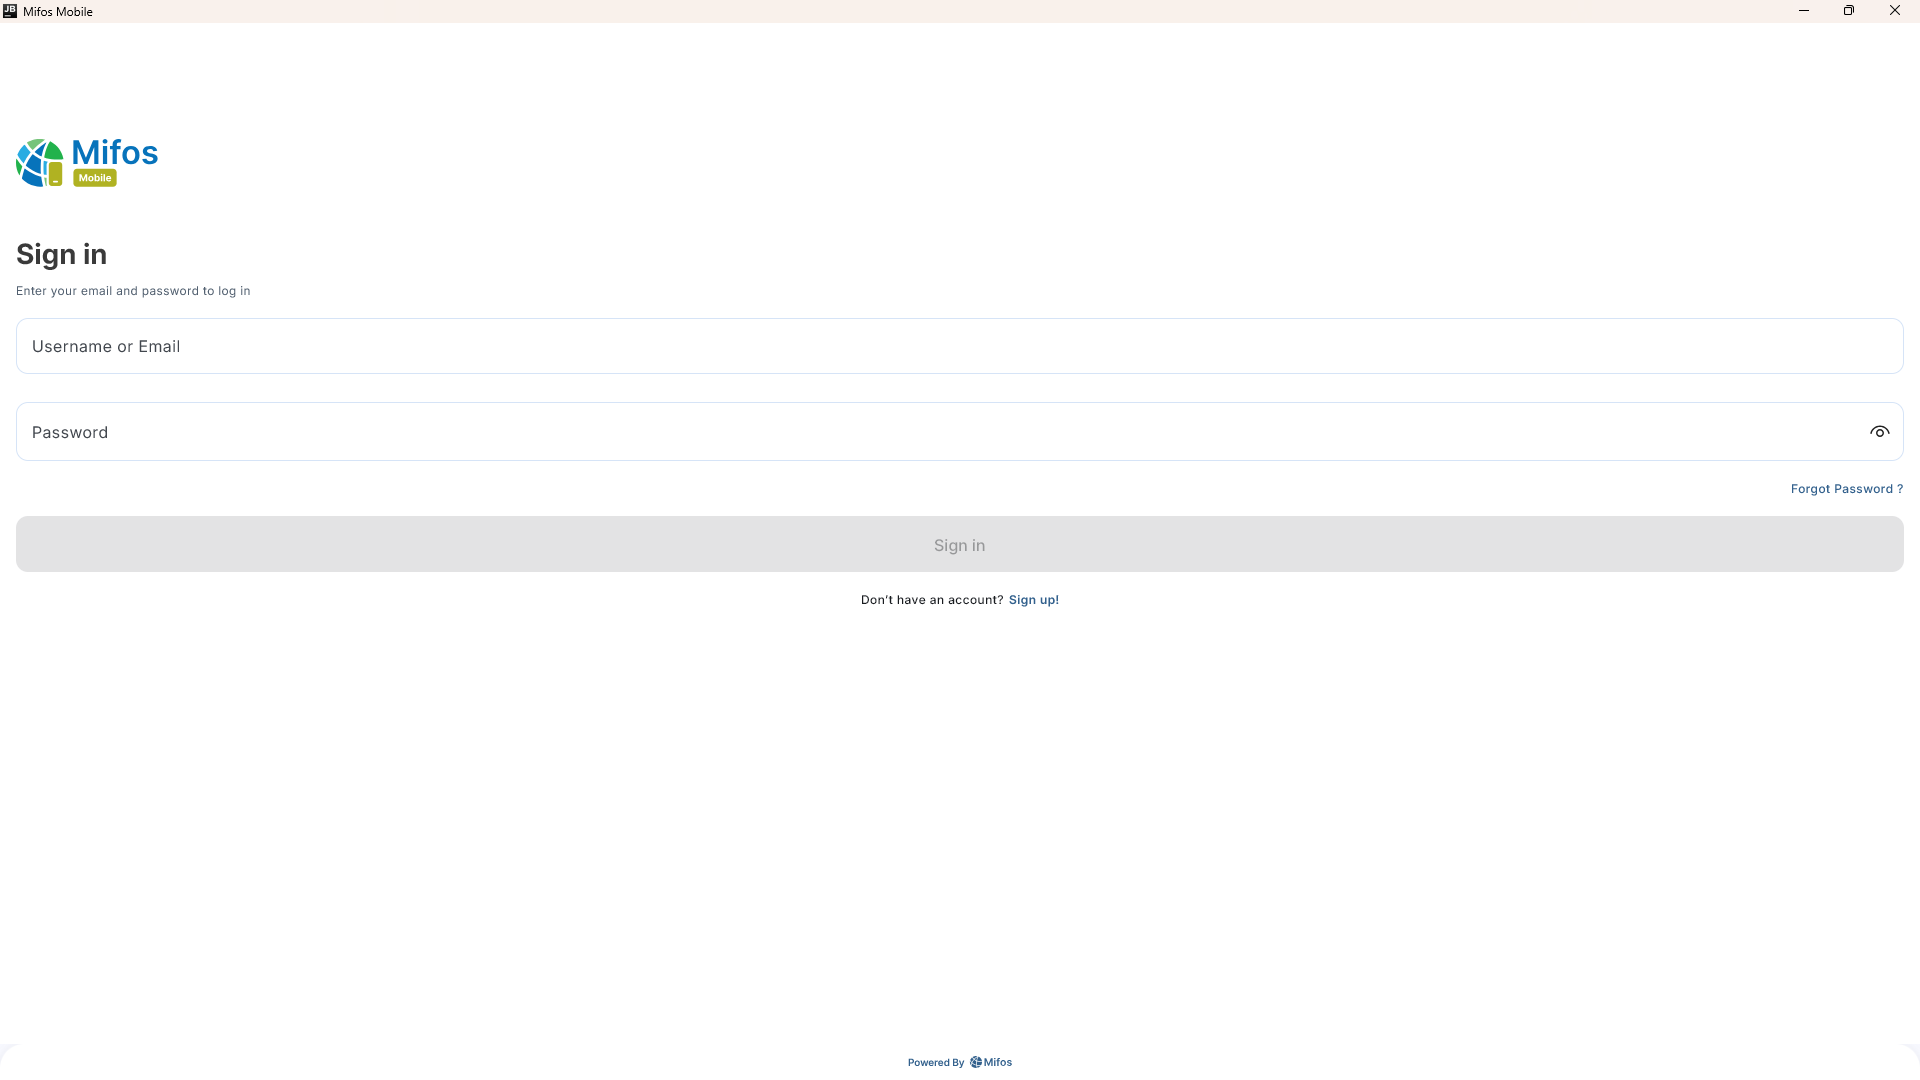 JB Mifos Mobile
Mifos
Mobile
Sign in
Enter your email and password to log in
Username or Email
Password
Forgot Password ?
Sign in
Don't have an account? Sign up!
Powered By Mifos